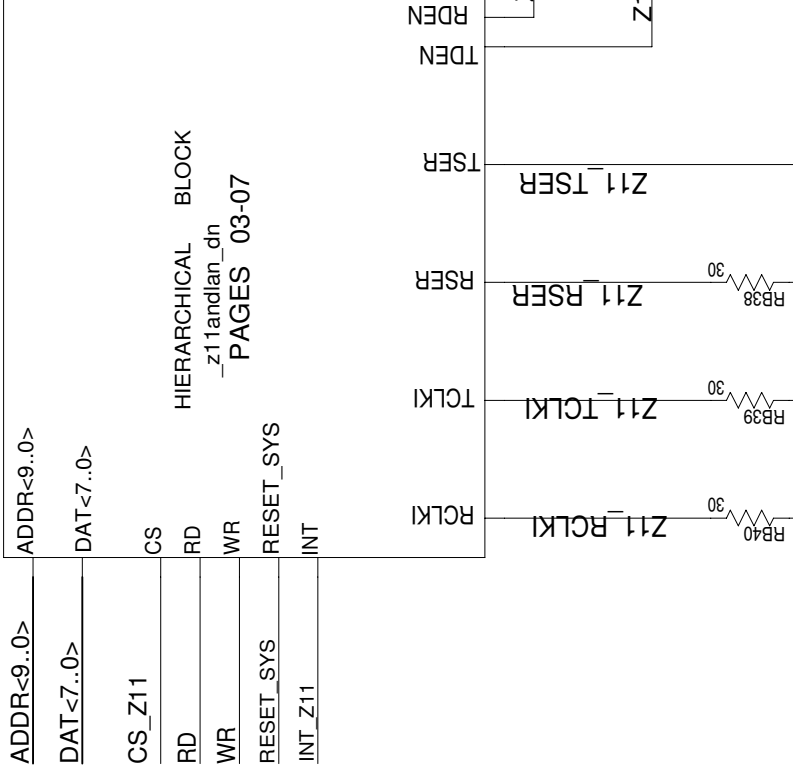 RDEN
TDEN
TSER
Z11_TSER
RSER
Z11_RSER
30
RB38
TCLKI
Z11_TCLKI
30
RB39
RCLKI
Z11_RCLKI
30
RB40
HIERARCHICAL BLOCK
_z11andlan_dn
PAGES 03-07
ADDR<9..0>
DAT<7..0>
CS
RD
WR
RESET_SYS
INT
ADDR<9..0>
DAT<7..0>
CS_Z11
RD
WR
RESET_SYS
INT_Z11